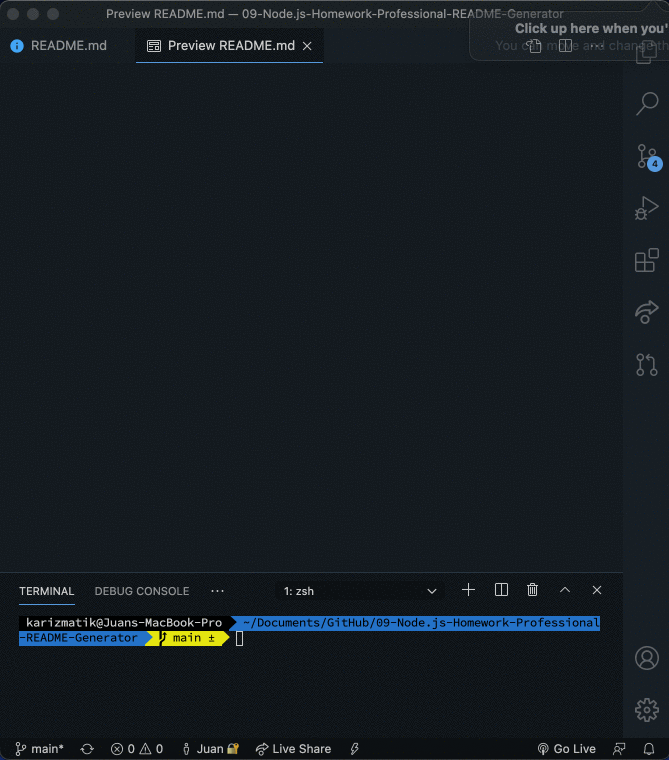 Preview README.md — 09-Node.js-Homework-Professional-README-Generator
Click up here when you'
You can move and change th
README.md
Preview README.md
4
TERMINAL
DEBUG CONSOLE
1: zsh
karizmatik@Juans-MacBook-Pro ~/Documents/GitHub/09-Node.js-Homework-Professional
-README-Generator main ±
main*
0
0
Juan
Live Share
Go Live